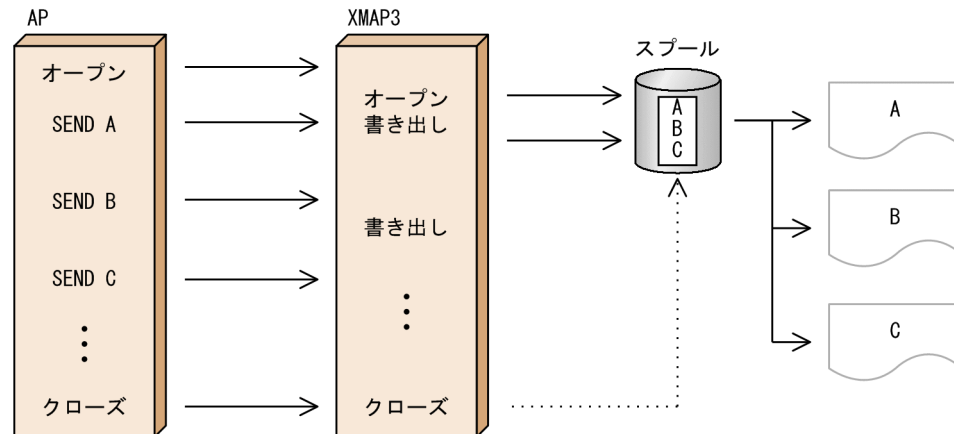 AP
オープン
SEND A
SEND B
SEND C
⋮
クローズ
XMAP3
オープン
書き出し
書き出し
⋮
クローズ
スプール
A
B
C
A
B
C